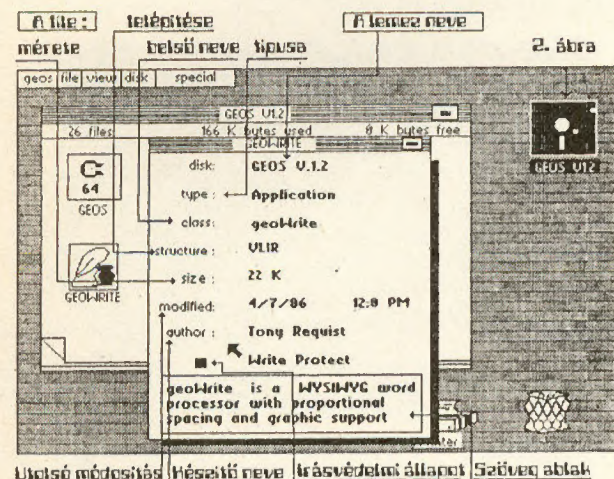 A file: telepítése A lemez neve
mérete belső neve típusa 2. ábra
geos file view disk special
GEOS V1.2
26 files 166 K bytes used 0 K bytes free
GEOWRITE
disk: GEOS V.1.2
64
GEOS
GEOS V12
type: Application
class: geoWrite
structure: VLIR
GEOWRITE
size: 22 K
modified: 4/7/86 12:0 PM
author: Tony Requist
Write Protect
geoWrite is a WYSIWYG word
processor with proportional
spacing and graphic support
Utolsó módosítás Készítő neve Írásvédelmi állapot Szöveg ablak